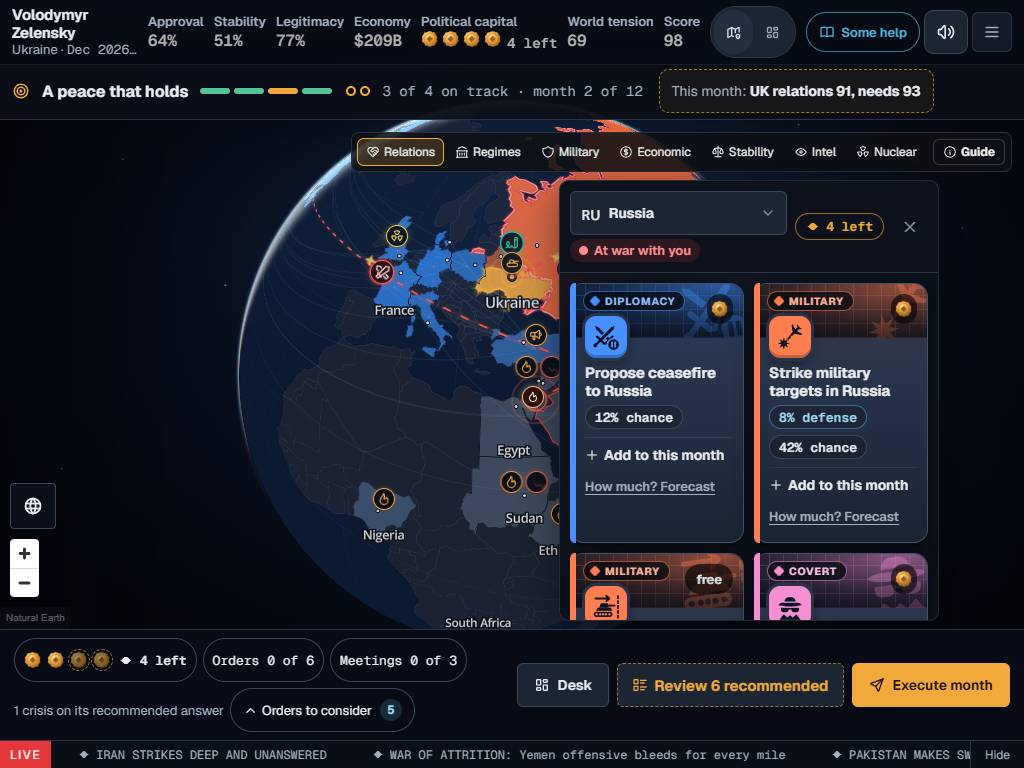 Volodymyr
Zelensky
Ukraine · Dec 2026…
Approval
64%
Stability
51%
Legitimacy
77%
Economy
$209B
Political capital
4 left
World tension
69
Score
98
Some help
A peace that holds
3 of 4 on track · month 2 of 12
This month: UK relations 91, needs 93
Relations
Regimes
Military
Economic
Stability
Intel
Nuclear
Guide
RU Russia
4 left
At war with you
DIPLOMACY
Propose ceasefire
to Russia
12% chance
+ Add to this month
How much? Forecast
MILITARY
Strike military
targets in Russia
8% defense
42% chance
+ Add to this month
How much? Forecast
MILITARY
free
COVERT
Ukraine
France
Egypt
Sudan
Nigeria
Eth
South Africa
+
−
Natural Earth
4 left
Orders 0 of 6
Meetings 0 of 3
1 crisis on its recommended answer
Orders to consider 5
Desk
Review 6 recommended
Execute month
LIVE
◆ IRAN STRIKES DEEP AND UNANSWERED
◆ WAR OF ATTRITION: Yemen offensive bleeds for every mile
◆ PAKISTAN MAKES SW
Hide